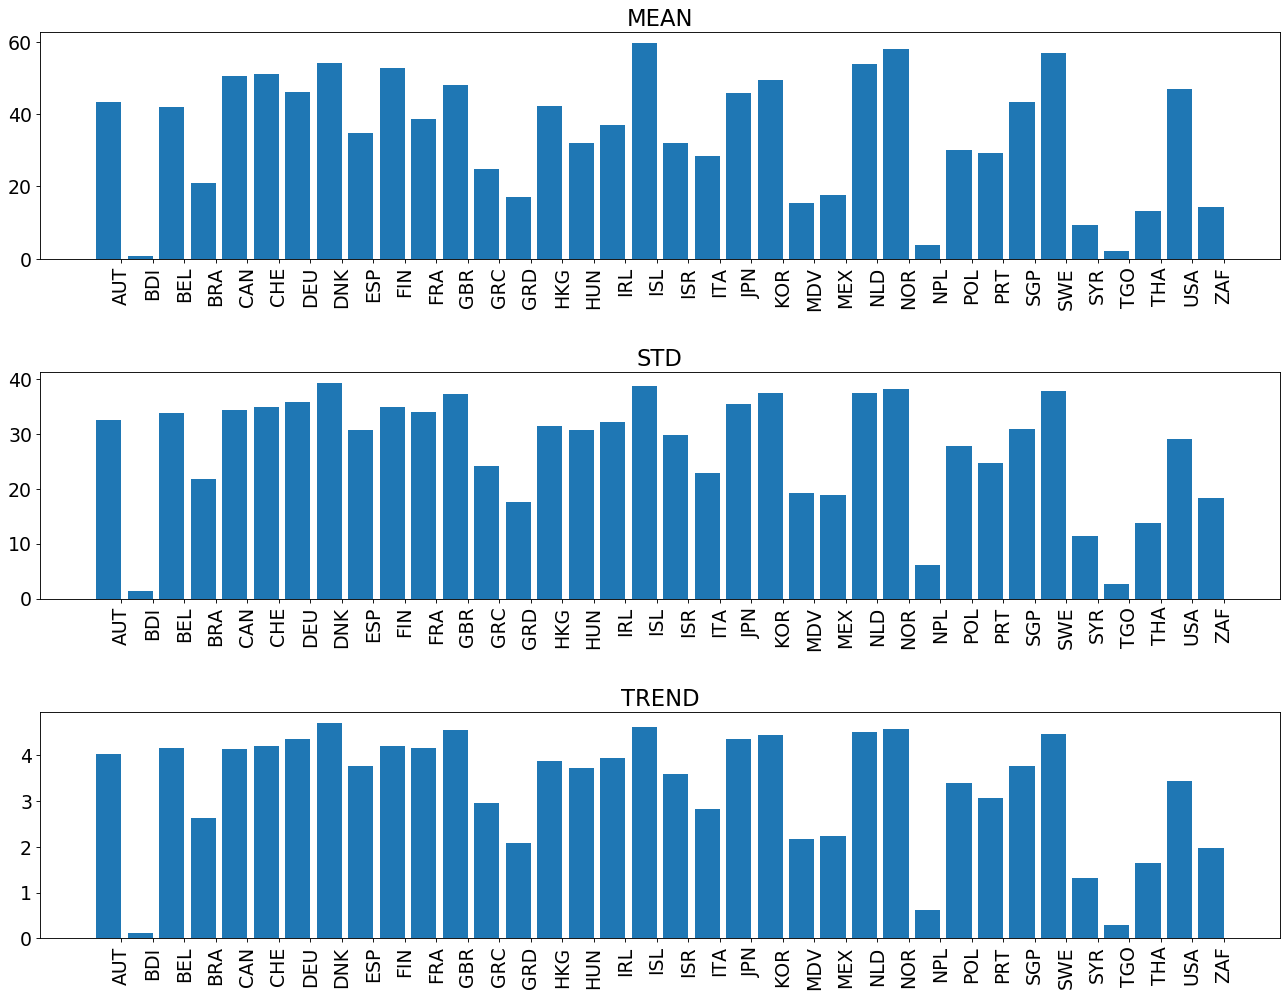 MEAN
60
40
20
0
AUT BDI BEL BRA CAN CHE DEU DNK ESP FIN FRA GBR GRC GRD HKG HUN IRL ISL ISR ITA JPN KOR MDV MEX NLD NOR NPL POL PRT SGP SWE SYR TGO THA USA ZAF
STD
40
30
20
10
0
AUT BDI BEL BRA CAN CHE DEU DNK ESP FIN FRA GBR GRC GRD HKG HUN IRL ISL ISR ITA JPN KOR MDV MEX NLD NOR NPL POL PRT SGP SWE SYR TGO THA USA ZAF
TREND
4
3
2
1
0
AUT BDI BEL BRA CAN CHE DEU DNK ESP FIN FRA GBR GRC GRD HKG HUN IRL ISL ISR ITA JPN KOR MDV MEX NLD NOR NPL POL PRT SGP SWE SYR TGO THA USA ZAF